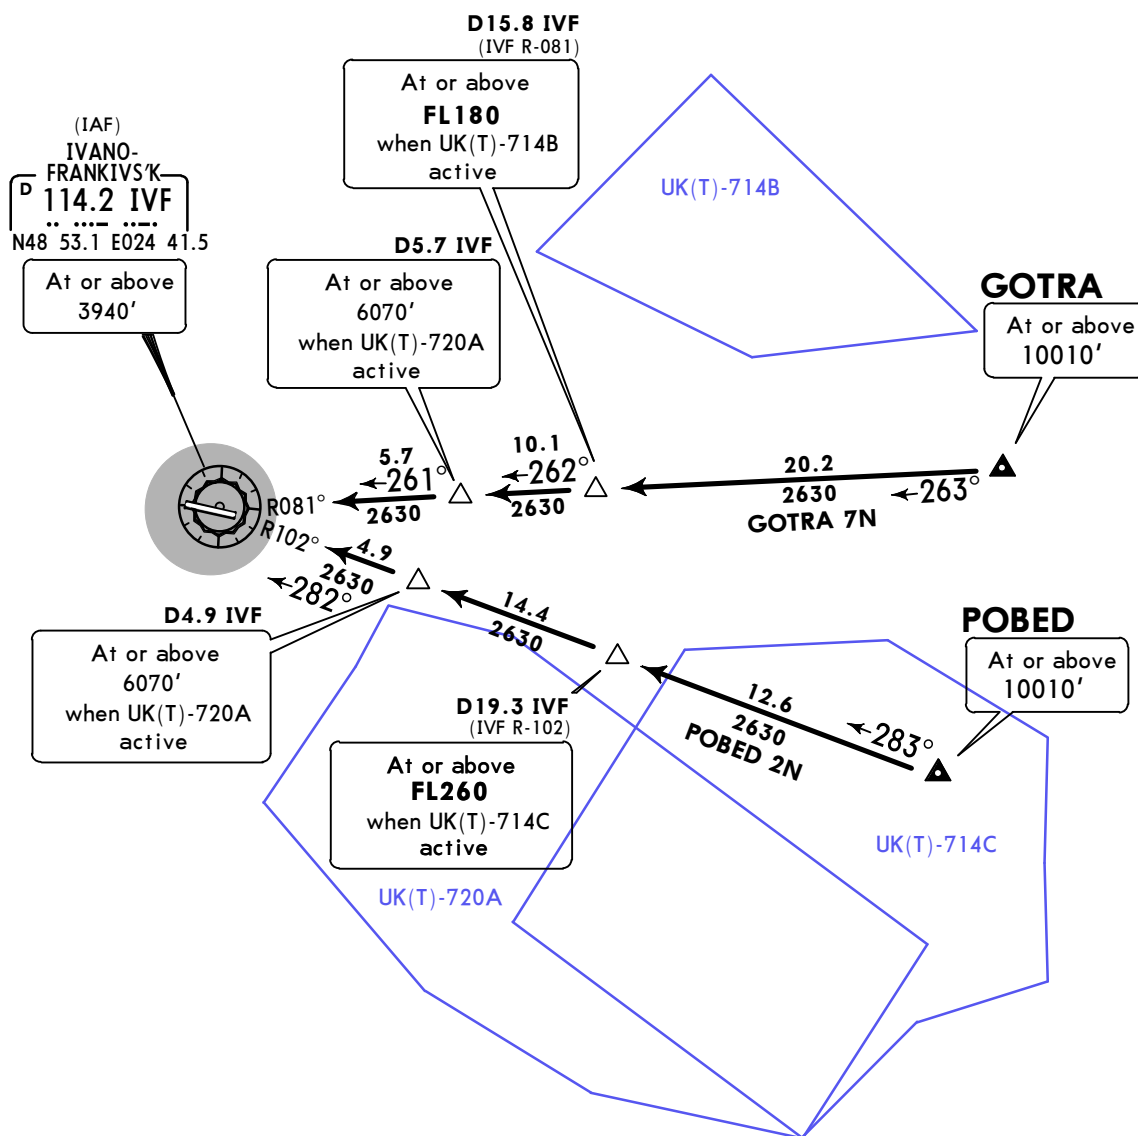 D15.8 IVF
(IVF R-081)
At or above
FL180
when UK(T)-714B
active
(IAF)
IVANO-
FRANKIVS'K
D
114.2 IVF
N48 53.1 E024 41.5
At or above
3940'
UK(T)-714B
D5.7 IVF
At or above
6070'
when UK(T)-720A
active
GOTRA
At or above
10010'
5.7
261°
R081°
2630
10.1
262°
2630
20.2
2630
263°
GOTRA 7N
R102°
4.9
2630
282°
D4.9 IVF
At or above
6070'
when UK(T)-720A
active
14.4
2630
D19.3 IVF
(IVF R-102)
At or above
FL260
when UK(T)-714C
active
POBED
At or above
10010'
12.6
2630
283°
POBED 2N
UK(T)-714C
UK(T)-720A